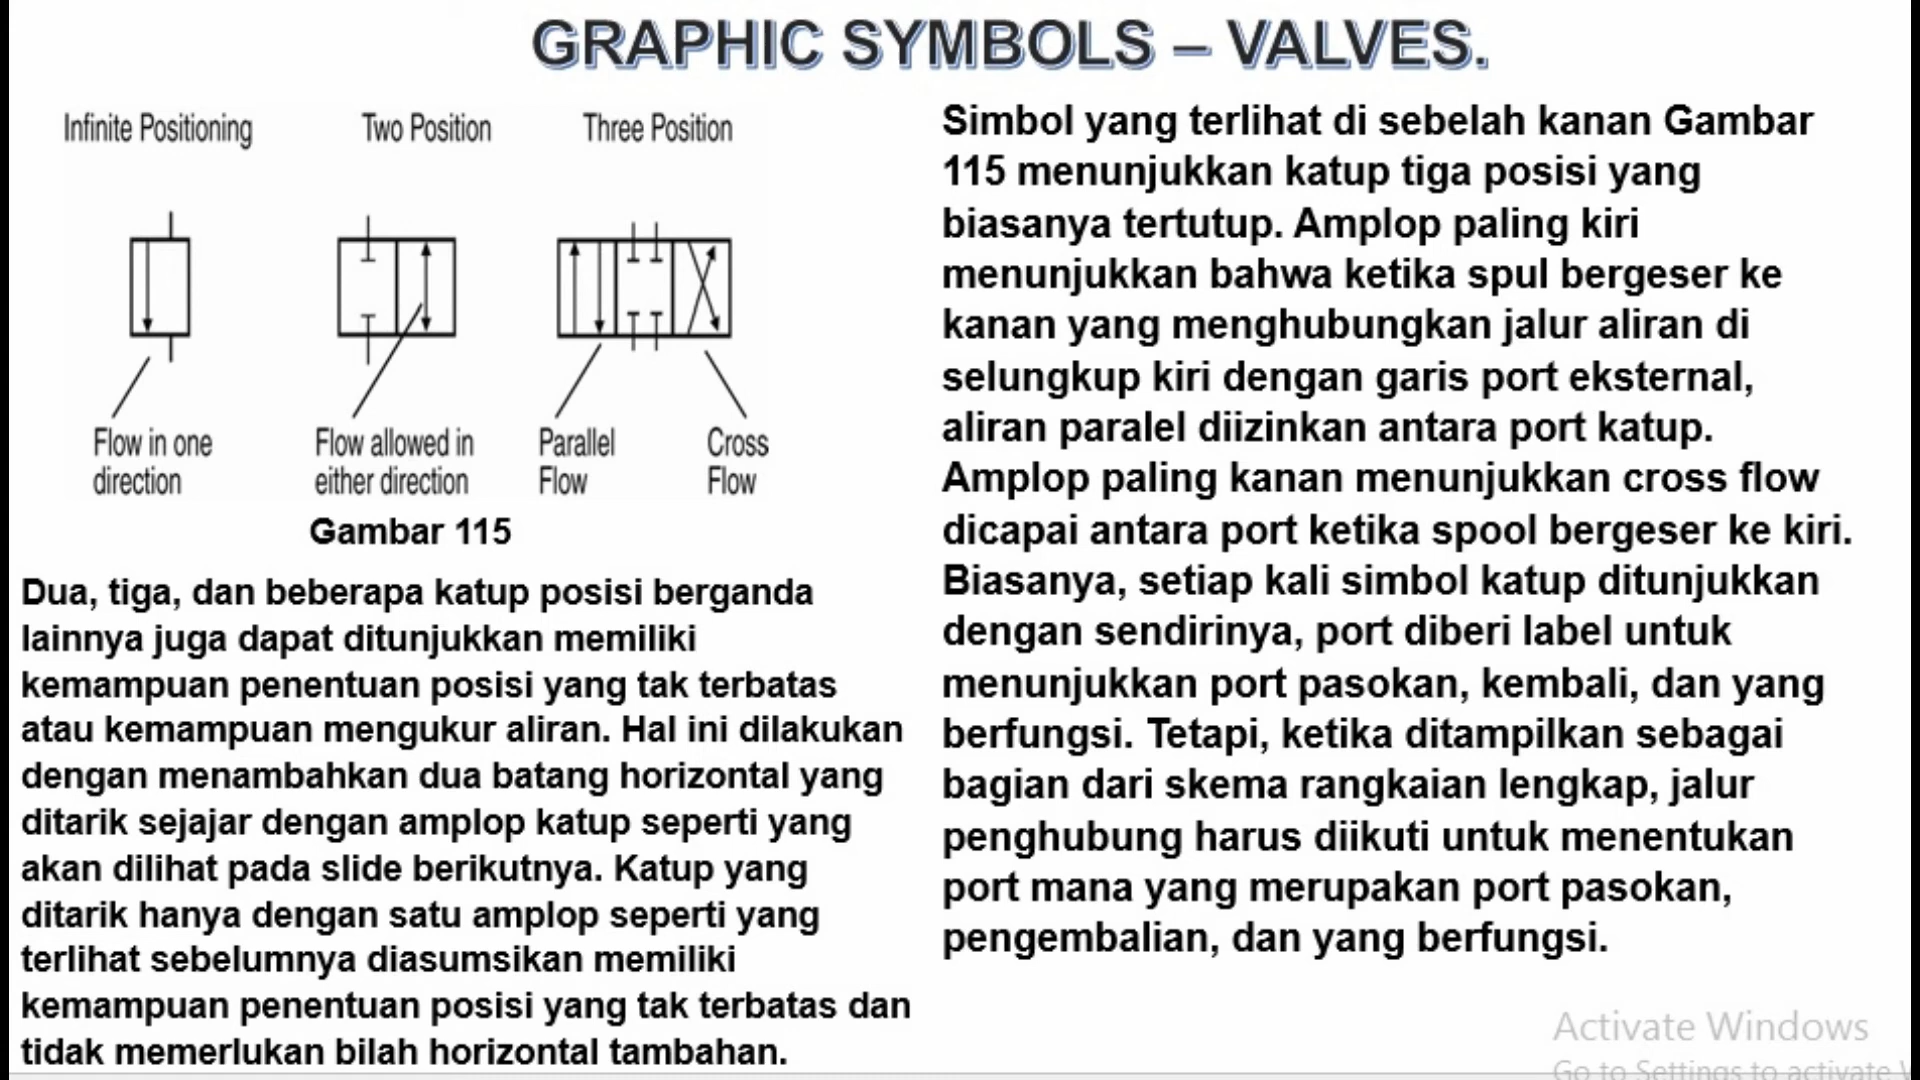 GRAPHIC SYMBOLS – VALVES.
Infinite Positioning
Two Position
Three Position
Flow in one
direction
Flow allowed in
either direction
Parallel
Flow
Cross
Flow
Gambar 115
Dua, tiga, dan beberapa katup posisi berganda
lainnya juga dapat ditunjukkan memiliki
kemampuan penentuan posisi yang tak terbatas
atau kemampuan mengukur aliran. Hal ini dilakukan
dengan menambahkan dua batang horizontal yang
ditarik sejajar dengan amplop katup seperti yang
akan dilihat pada slide berikutnya. Katup yang
ditarik hanya dengan satu amplop seperti yang
terlihat sebelumnya diasumsikan memiliki
kemampuan penentuan posisi yang tak terbatas dan
tidak memerlukan bilah horizontal tambahan.
Simbol yang terlihat di sebelah kanan Gambar
115 menunjukkan katup tiga posisi yang
biasanya tertutup. Amplop paling kiri
menunjukkan bahwa ketika spul bergeser ke
kanan yang menghubungkan jalur aliran di
selungkup kiri dengan garis port eksternal,
aliran paralel diizinkan antara port katup.
Amplop paling kanan menunjukkan cross flow
dicapai antara port ketika spool bergeser ke kiri.
Biasanya, setiap kali simbol katup ditunjukkan
dengan sendirinya, port diberi label untuk
menunjukkan port pasokan, kembali, dan yang
berfungsi. Tetapi, ketika ditampilkan sebagai
bagian dari skema rangkaian lengkap, jalur
penghubung harus diikuti untuk menentukan
port mana yang merupakan port pasokan,
pengembalian, dan yang berfungsi.
Activate Windows
Go to Settings to activate